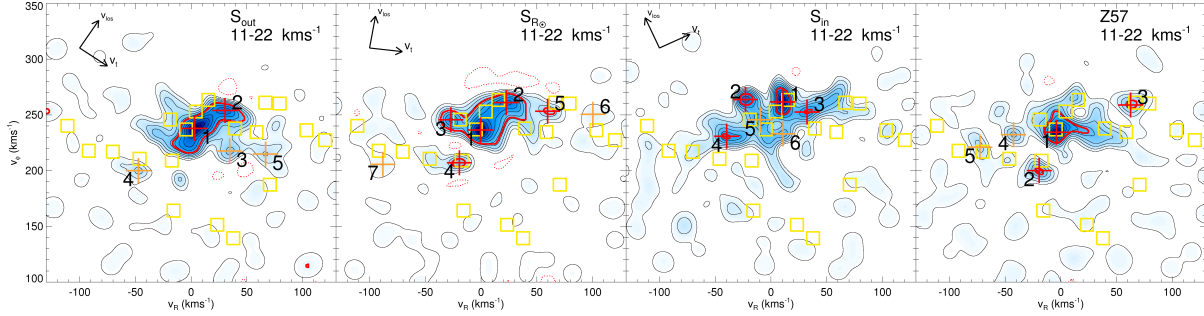 S_out
11-22 kms⁻¹
v_los
v_t
1
2
3
4
5
S_R☉
11-22 kms⁻¹
v_los
v_t
1
2
3
4
5
6
7
S_in
11-22 kms⁻¹
v_los
v_t
1
2
3
4
5
6
Z57
11-22 kms⁻¹
1
2
3
4
5
350
300
250
200
150
100
v_ϕ (kms⁻¹)
-100 -50 0 50 100
-100 -50 0 50 100
-100 -50 0 50 100
-100 -50 0 50 100
v_R (kms⁻¹)
v_R (kms⁻¹)
v_R (kms⁻¹)
v_R (kms⁻¹)